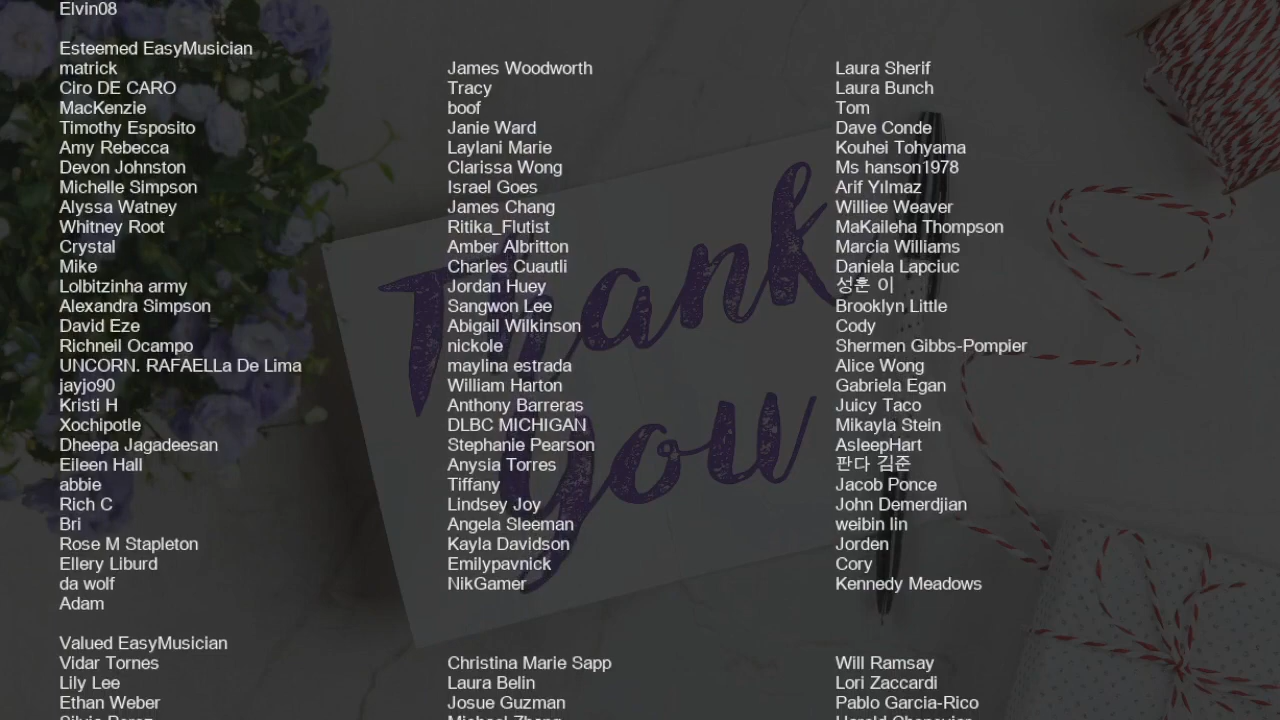 Elvin08
Esteemed EasyMusician
matrick
Ciro DE CARO
MacKenzie
Timothy Esposito
Amy Rebecca
Devon Johnston
Michelle Simpson
Alyssa Watney
Whitney Root
Crystal
Mike
Lolbitzinha army
Alexandra Simpson
David Eze
Richneil Ocampo
UNCORN. RAFAELLa De Lima
jayjo90
Kristi H
Xochipotle
Dheepa Jagadeesan
Eileen Hall
abbie
Rich C
Bri
Rose M Stapleton
Ellery Liburd
da wolf
Adam
James Woodworth
Tracy
boof
Janie Ward
Laylani Marie
Clarissa Wong
Israel Goes
James Chang
Ritika_Flutist
Amber Albritton
Charles Cuautli
Jordan Huey
Sangwon Lee
Abigail Wilkinson
nickole
maylina estrada
William Harton
Anthony Barreras
DLBC MICHIGAN
Stephanie Pearson
Anysia Torres
Tiffany
Lindsey Joy
Angela Sleeman
Kayla Davidson
Emilypavnick
NikGamer
Laura Sherif
Laura Bunch
Tom
Dave Conde
Kouhei Tohyama
Ms hanson1978
Arif Yılmaz
Williee Weaver
MaKaileha Thompson
Marcia Williams
Daniela Lapciuc
성훈 이
Brooklyn Little
Cody
Shermen Gibbs-Pompier
Alice Wong
Gabriela Egan
Juicy Taco
Mikayla Stein
AsleepHart
판다 김준
Jacob Ponce
John Demerdjian
weibin lin
Jorden
Cory
Kennedy Meadows
Thank
you
Valued EasyMusician
Vidar Tornes
Lily Lee
Ethan Weber
Christina Marie Sapp
Laura Belin
Josue Guzman
Will Ramsay
Lori Zaccardi
Pablo Garcia-Rico